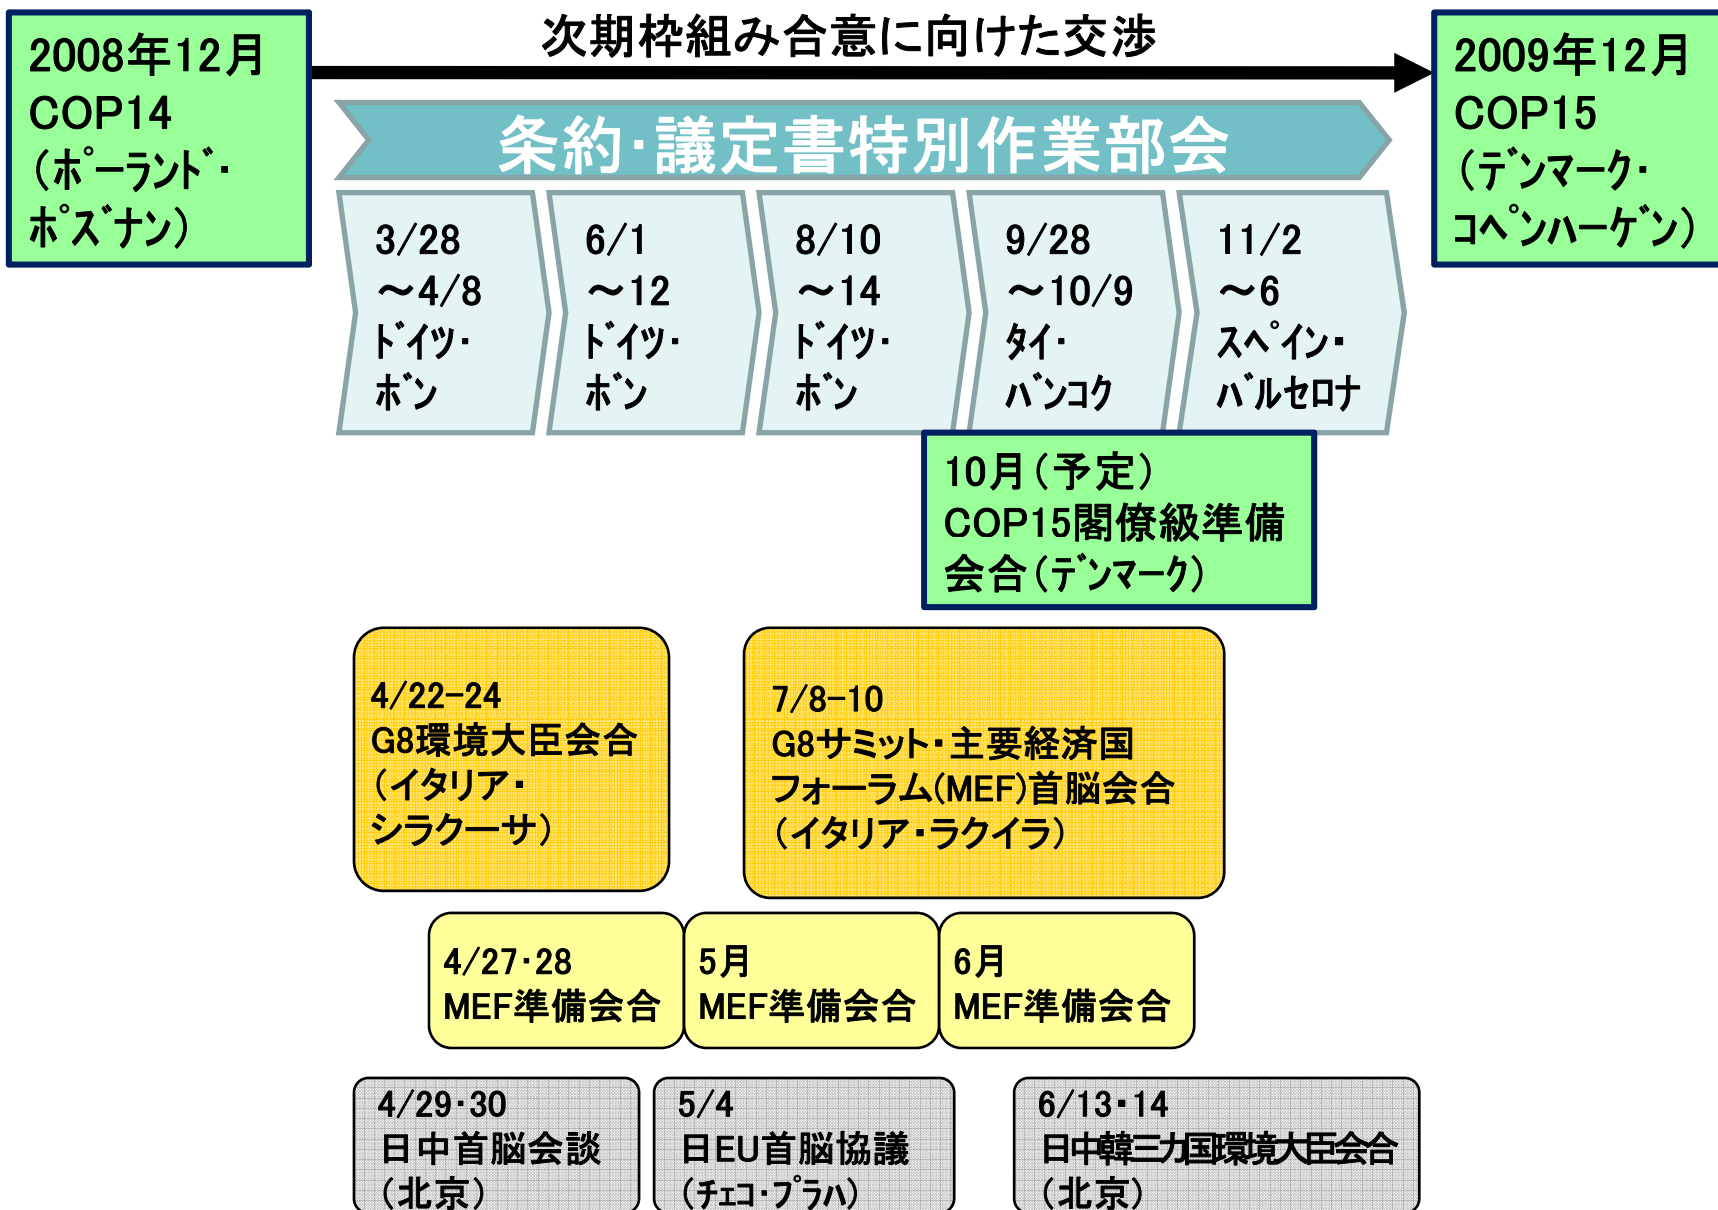 次期枠組み合意に向けた交渉
2008年12月
COP14
(ポーランド・
ポズナン)
2009年12月
COP15
(デンマーク・
コペンハーゲン)
条約・議定書特別作業部会
3/28
～4/8
ドイツ・
ボン
6/1
～12
ドイツ・
ボン
8/10
～14
ドイツ・
ボン
9/28
～10/9
タイ・
バンコク
11/2
～6
スペイン・
バルセロナ
10月(予定)
COP15閣僚級準備
会合(デンマーク)
4/22-24
G8環境大臣会合
(イタリア・
シラクーサ)
7/8-10
G8サミット・主要経済国
フォーラム(MEF)首脳会合
(イタリア・ラクイラ)
4/27・28
MEF準備会合
5月
MEF準備会合
6月
MEF準備会合
4/29・30
日中首脳会談
(北京)
5/4
日EU首脳協議
(チェコ・プラハ)
6/13・14
日中韓三カ国環境大臣会合
(北京)